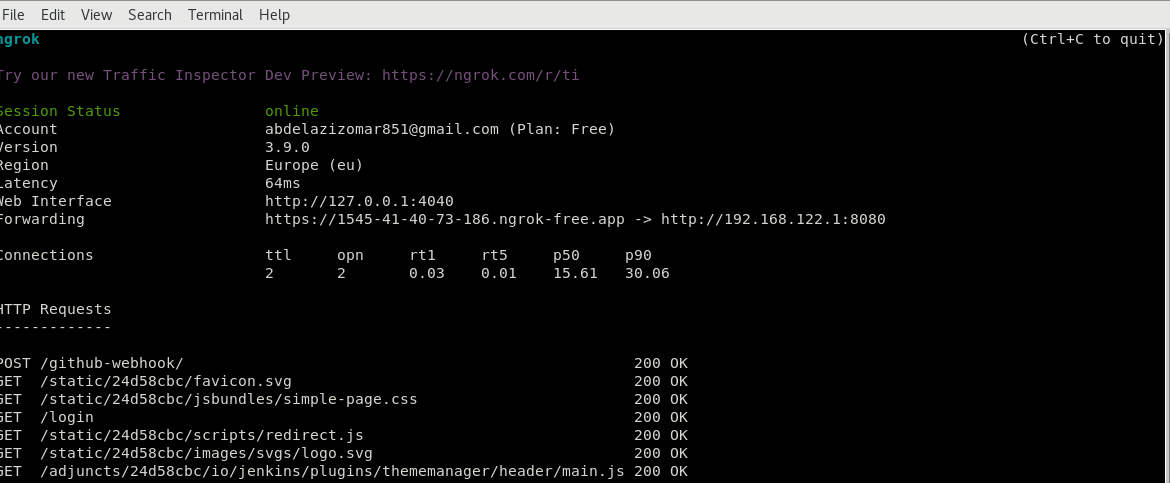 File Edit View Search Terminal Help
ngrok (Ctrl+C to quit)
Try our new Traffic Inspector Dev Preview: https://ngrok.com/r/ti
Session Status online
Account abdelazizomar851@gmail.com (Plan: Free)
Version 3.9.0
Region Europe (eu)
Latency 64ms
Web Interface http://127.0.0.1:4040
Forwarding https://1545-41-40-73-186.ngrok-free.app -> http://192.168.122.1:8080
Connections ttl opn rt1 rt5 p50 p90
2 2 0.03 0.01 15.61 30.06
HTTP Requests
-------------
POST /github-webhook/ 200 OK
GET /static/24d58cbc/favicon.svg 200 OK
GET /static/24d58cbc/jsbundles/simple-page.css 200 OK
GET /login 200 OK
GET /static/24d58cbc/scripts/redirect.js 200 OK
GET /static/24d58cbc/images/svgs/logo.svg 200 OK
GET /adjuncts/24d58cbc/io/jenkins/plugins/thememanager/header/main.js 200 OK